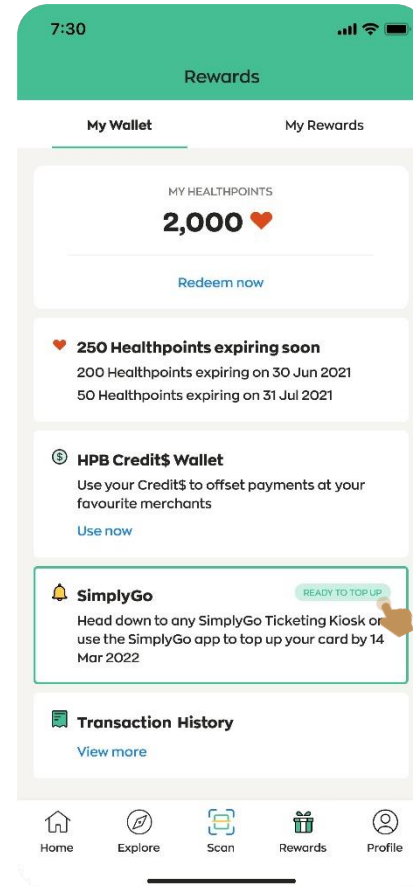 7:30
Rewards
My Wallet
My Rewards
MY HEALTHPOINTS
2,000
Redeem now
250 Healthpoints expiring soon
200 Healthpoints expiring on 30 Jun 2021
50 Healthpoints expiring on 31 Jul 2021
HPB Credit$ Wallet
Use your Credit$ to offset payments at your
favourite merchants
Use now
SimplyGo
READY TO TOP UP
Head down to any SimplyGo Ticketing Kiosk or
use the SimplyGo app to top up your card by 14
Mar 2022
Transaction History
View more
Home
Explore
Scan
Rewards
Profile